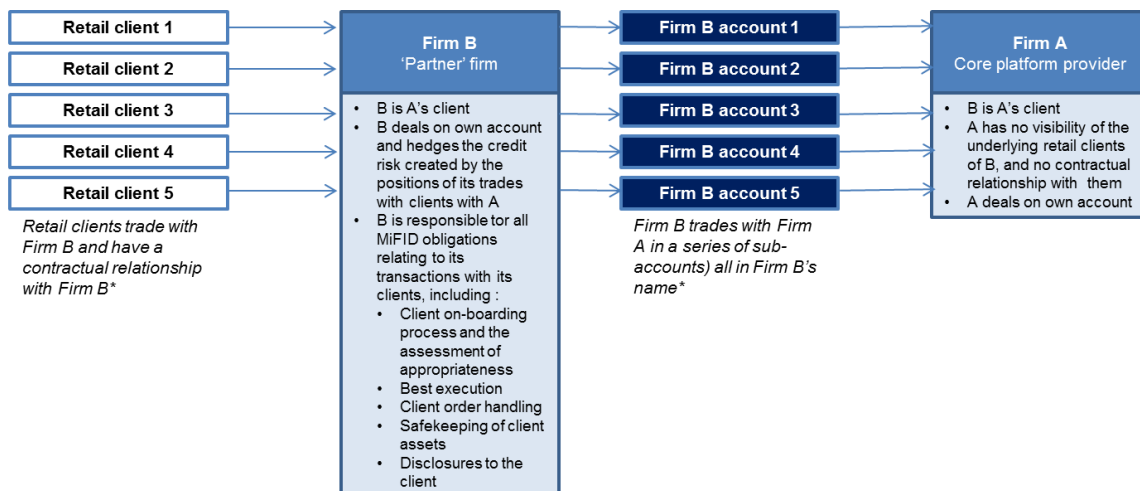 Retail client 1
Retail client 2
Retail client 3
Retail client 4
Retail client 5
Retail clients trade with
Firm B and have a
contractual relationship
with Firm B*
Firm B
‘Partner’ firm
• B is A’s client
• B deals on own account
and hedges the credit
risk created by the
positions of its trades
with clients with A
• B is responsible tor all
MiFID obligations
relating to its
transactions with its
clients, including :
• Client on-boarding
process and the
assessment of
appropriateness
• Best execution
• Client order handling
• Safekeeping of client
assets
• Disclosures to the
client
Firm B account 1
Firm B account 2
Firm B account 3
Firm B account 4
Firm B account 5
Firm B trades with Firm
A in a series of sub-
accounts) all in Firm B’s
name*
Firm A
Core platform provider
• B is A’s client
• A has no visibility of the
underlying retail clients
of B, and no contractual
relationship with them
• A deals on own account